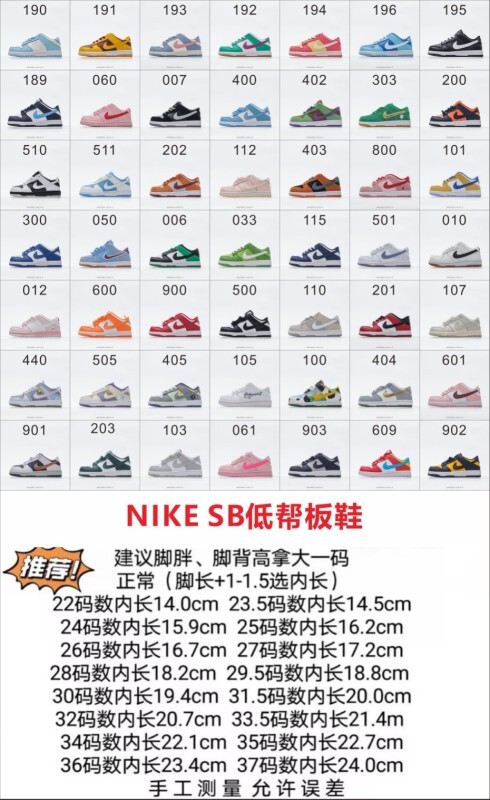 190 191 193 192 194 196 195
189 060 007 400 402 303 200
510 511 202 112 403 800 101
300 050 006 033 115 501 010
012 600 900 500 110 201 107
440 505 405 105 100 404 601
901 203 103 061 903 609 902
NIKE SB低帮板鞋
推荐!
建议脚胖、脚背高拿大一码
正常（脚长+1-1.5选内长）
22码数内长14.0cm 23.5码数内长14.5cm
24码数内长15.9cm 25码数内长16.2cm
26码数内长16.7cm 27码数内长17.2cm
28码数内长18.2cm 29.5码数内长18.8cm
30码数内长19.4cm 31.5码数内长20.0cm
32码数内长20.7cm 33.5码数内长21.4m
34码数内长22.1cm 35码数内长22.7cm
36码数内长23.4cm 37码数内长24.0cm
手工测量 允许误差